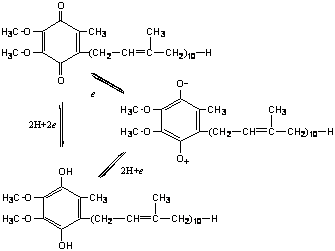 O
H₃C—O CH₃ CH₃
H₃C—O (CH₂—CH=C—CH₂)₁₀—H
O
e
O−
2H+2e H₃C—O CH₃ CH₃
H₃C—O (CH₂—CH=C—CH₂)₁₀—H
O+
2H+e
OH
H₃C—O CH₃ CH₃
H₃C—O (CH₂—CH=C—CH₂)₁₀—H
OH